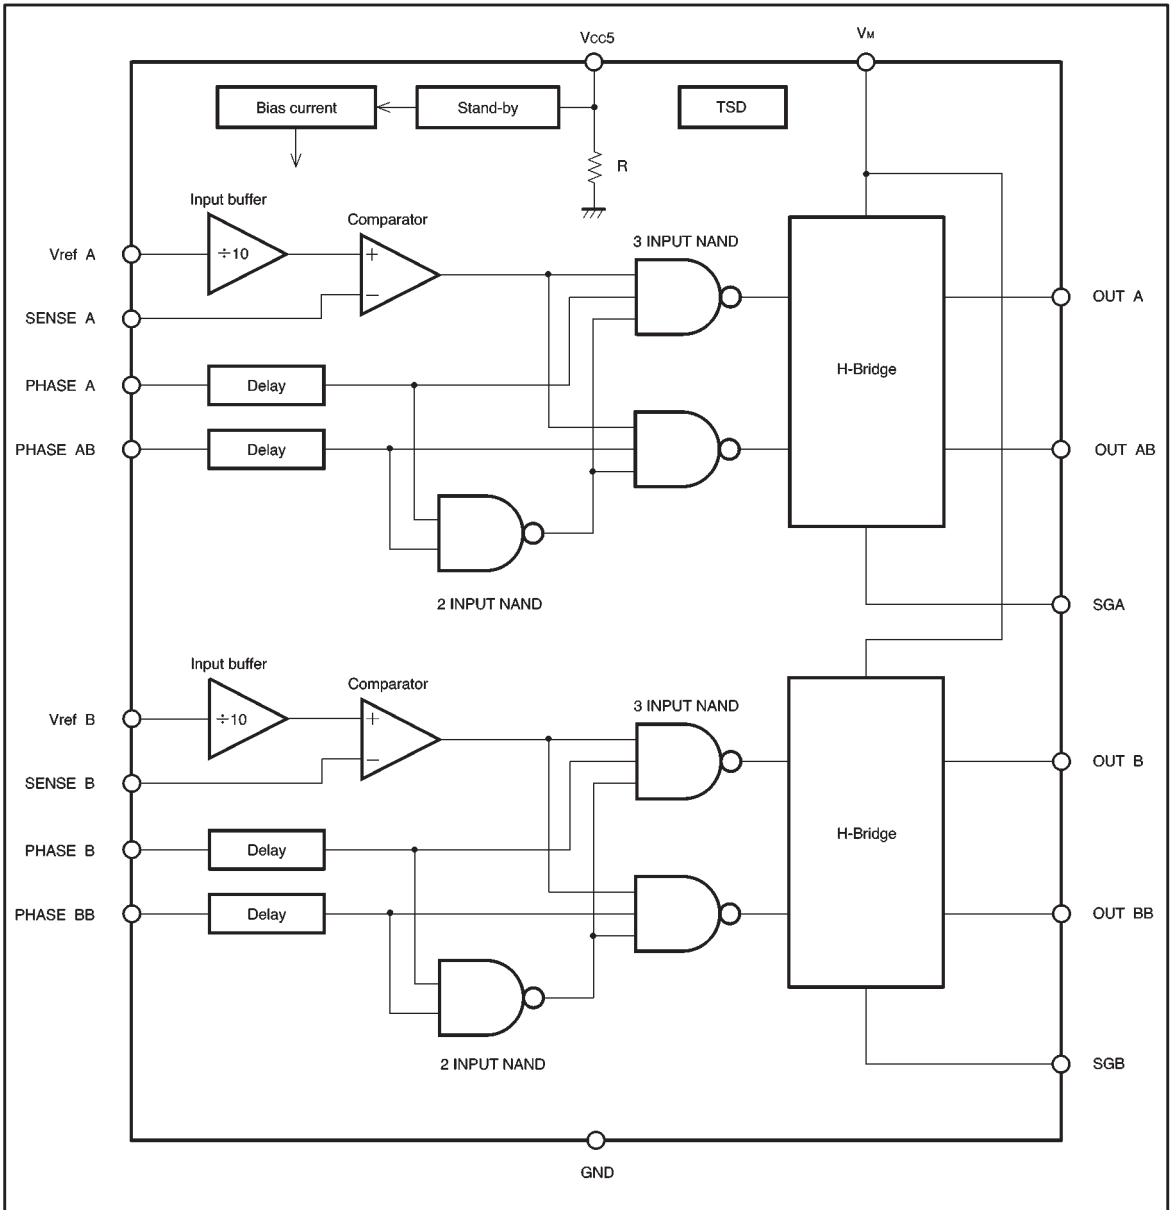 VCC5
VM
Bias current
Stand-by
TSD
R
Input buffer
Comparator
3 INPUT NAND
Vref A
÷10
+
−
SENSE A
OUT A
H-Bridge
PHASE A
Delay
PHASE AB
Delay
OUT AB
2 INPUT NAND
SGA
Input buffer
Comparator
3 INPUT NAND
Vref B
÷10
+
−
SENSE B
OUT B
H-Bridge
PHASE B
Delay
PHASE BB
Delay
OUT BB
2 INPUT NAND
SGB
GND